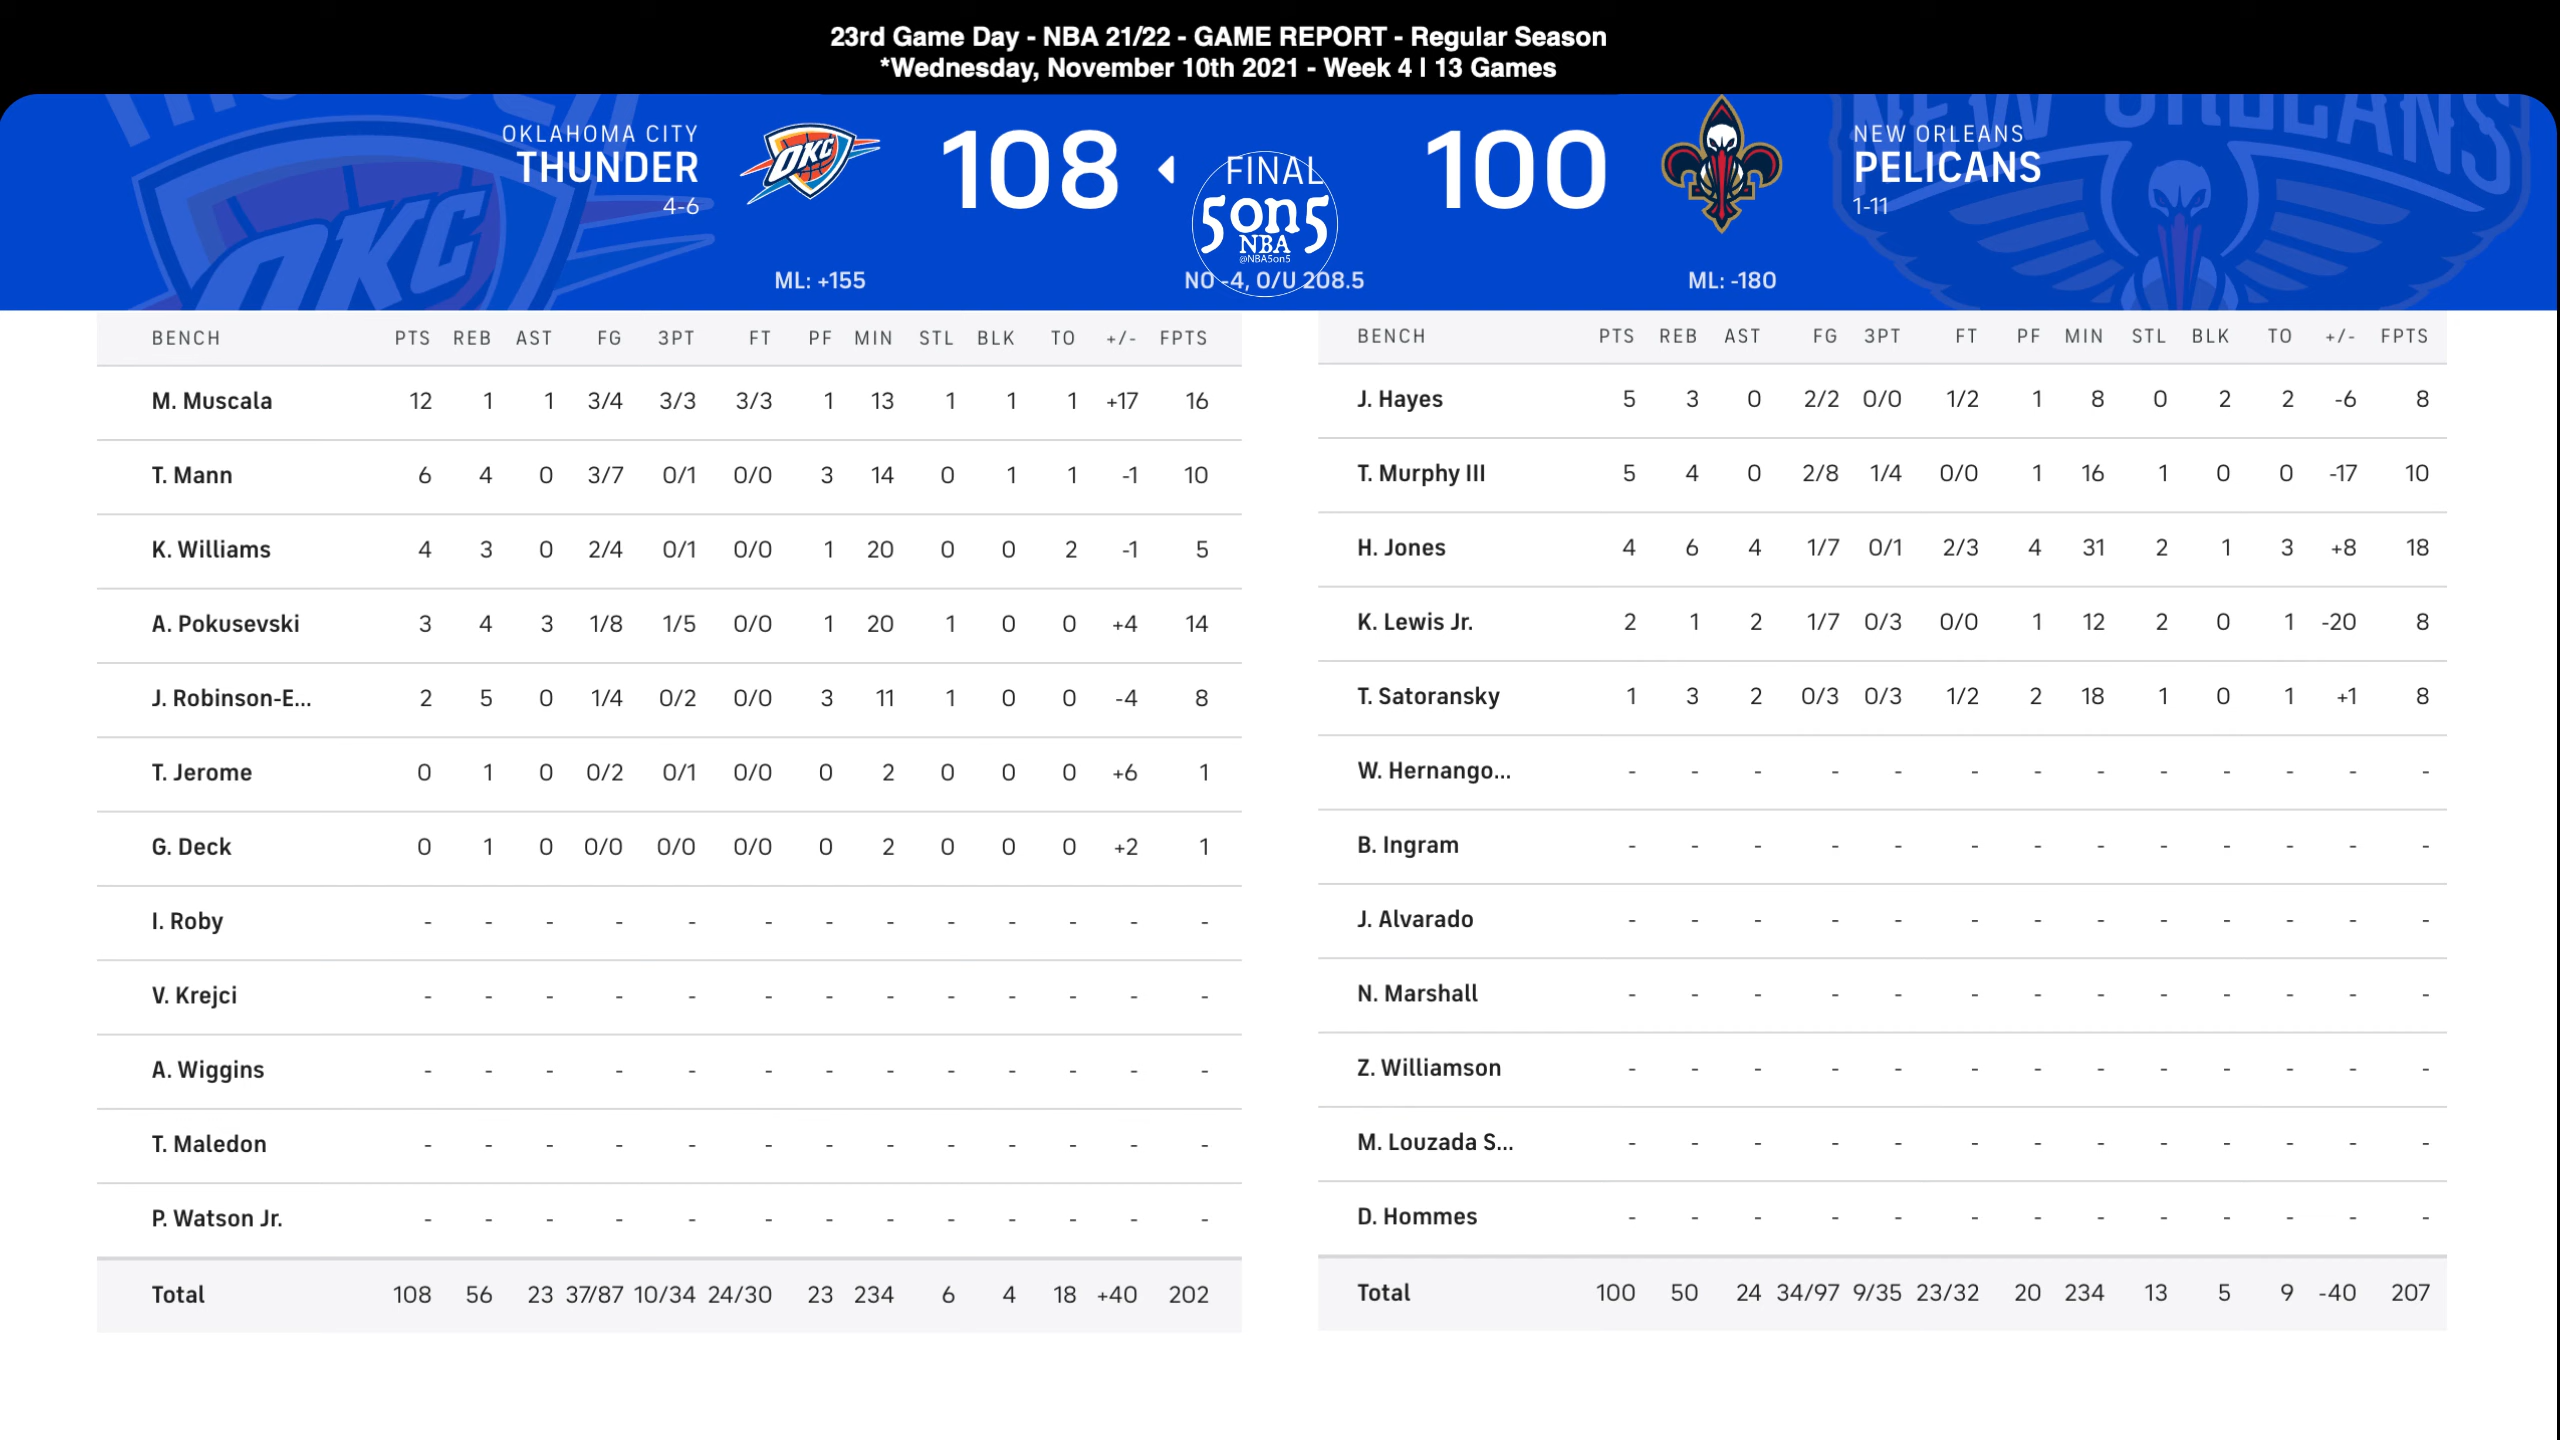 23rd Game Day - NBA 21/22 - GAME REPORT - Regular Season
*Wednesday, November 10th 2021 - Week 4 | 13 Games
OKLAHOMA CITY
THUNDER
4-6
OKC
108
FINAL
5on5
NBA
@NBA5on5
100
NEW ORLEANS
PELICANS
1-11
ML: +155
NO -4, O/U 208.5
ML: -180
THUNDER
OKC
NEW ORLEANS
BENCH PTS REB AST FG 3PT FT PF MIN STL BLK TO +/- FPTS
M. Muscala 12 1 1 3/4 3/3 3/3 1 13 1 1 1 +17 16
T. Mann 6 4 0 3/7 0/1 0/0 3 14 0 1 1 -1 10
K. Williams 4 3 0 2/4 0/1 0/0 1 20 0 0 2 -1 5
A. Pokusevski 3 4 3 1/8 1/5 0/0 1 20 1 0 0 +4 14
J. Robinson-E... 2 5 0 1/4 0/2 0/0 3 11 1 0 0 -4 8
T. Jerome 0 1 0 0/2 0/1 0/0 0 2 0 0 0 +6 1
G. Deck 0 1 0 0/0 0/0 0/0 0 2 0 0 0 +2 1
I. Roby - - - - - - - - - - - - -
V. Krejci - - - - - - - - - - - - -
A. Wiggins - - - - - - - - - - - - -
T. Maledon - - - - - - - - - - - - -
P. Watson Jr. - - - - - - - - - - - - -
Total 108 56 23 37/87 10/34 24/30 23 234 6 4 18 +40 202
BENCH PTS REB AST FG 3PT FT PF MIN STL BLK TO +/- FPTS
J. Hayes 5 3 0 2/2 0/0 1/2 1 8 0 2 2 -6 8
T. Murphy III 5 4 0 2/8 1/4 0/0 1 16 1 0 0 -17 10
H. Jones 4 6 4 1/7 0/1 2/3 4 31 2 1 3 +8 18
K. Lewis Jr. 2 1 2 1/7 0/3 0/0 1 12 2 0 1 -20 8
T. Satoransky 1 3 2 0/3 0/3 1/2 2 18 1 0 1 +1 8
W. Hernango... - - - - - - - - - - - - -
B. Ingram - - - - - - - - - - - - -
J. Alvarado - - - - - - - - - - - - -
N. Marshall - - - - - - - - - - - - -
Z. Williamson - - - - - - - - - - - - -
M. Louzada S... - - - - - - - - - - - - -
D. Hommes - - - - - - - - - - - - -
Total 100 50 24 34/97 9/35 23/32 20 234 13 5 9 -40 207